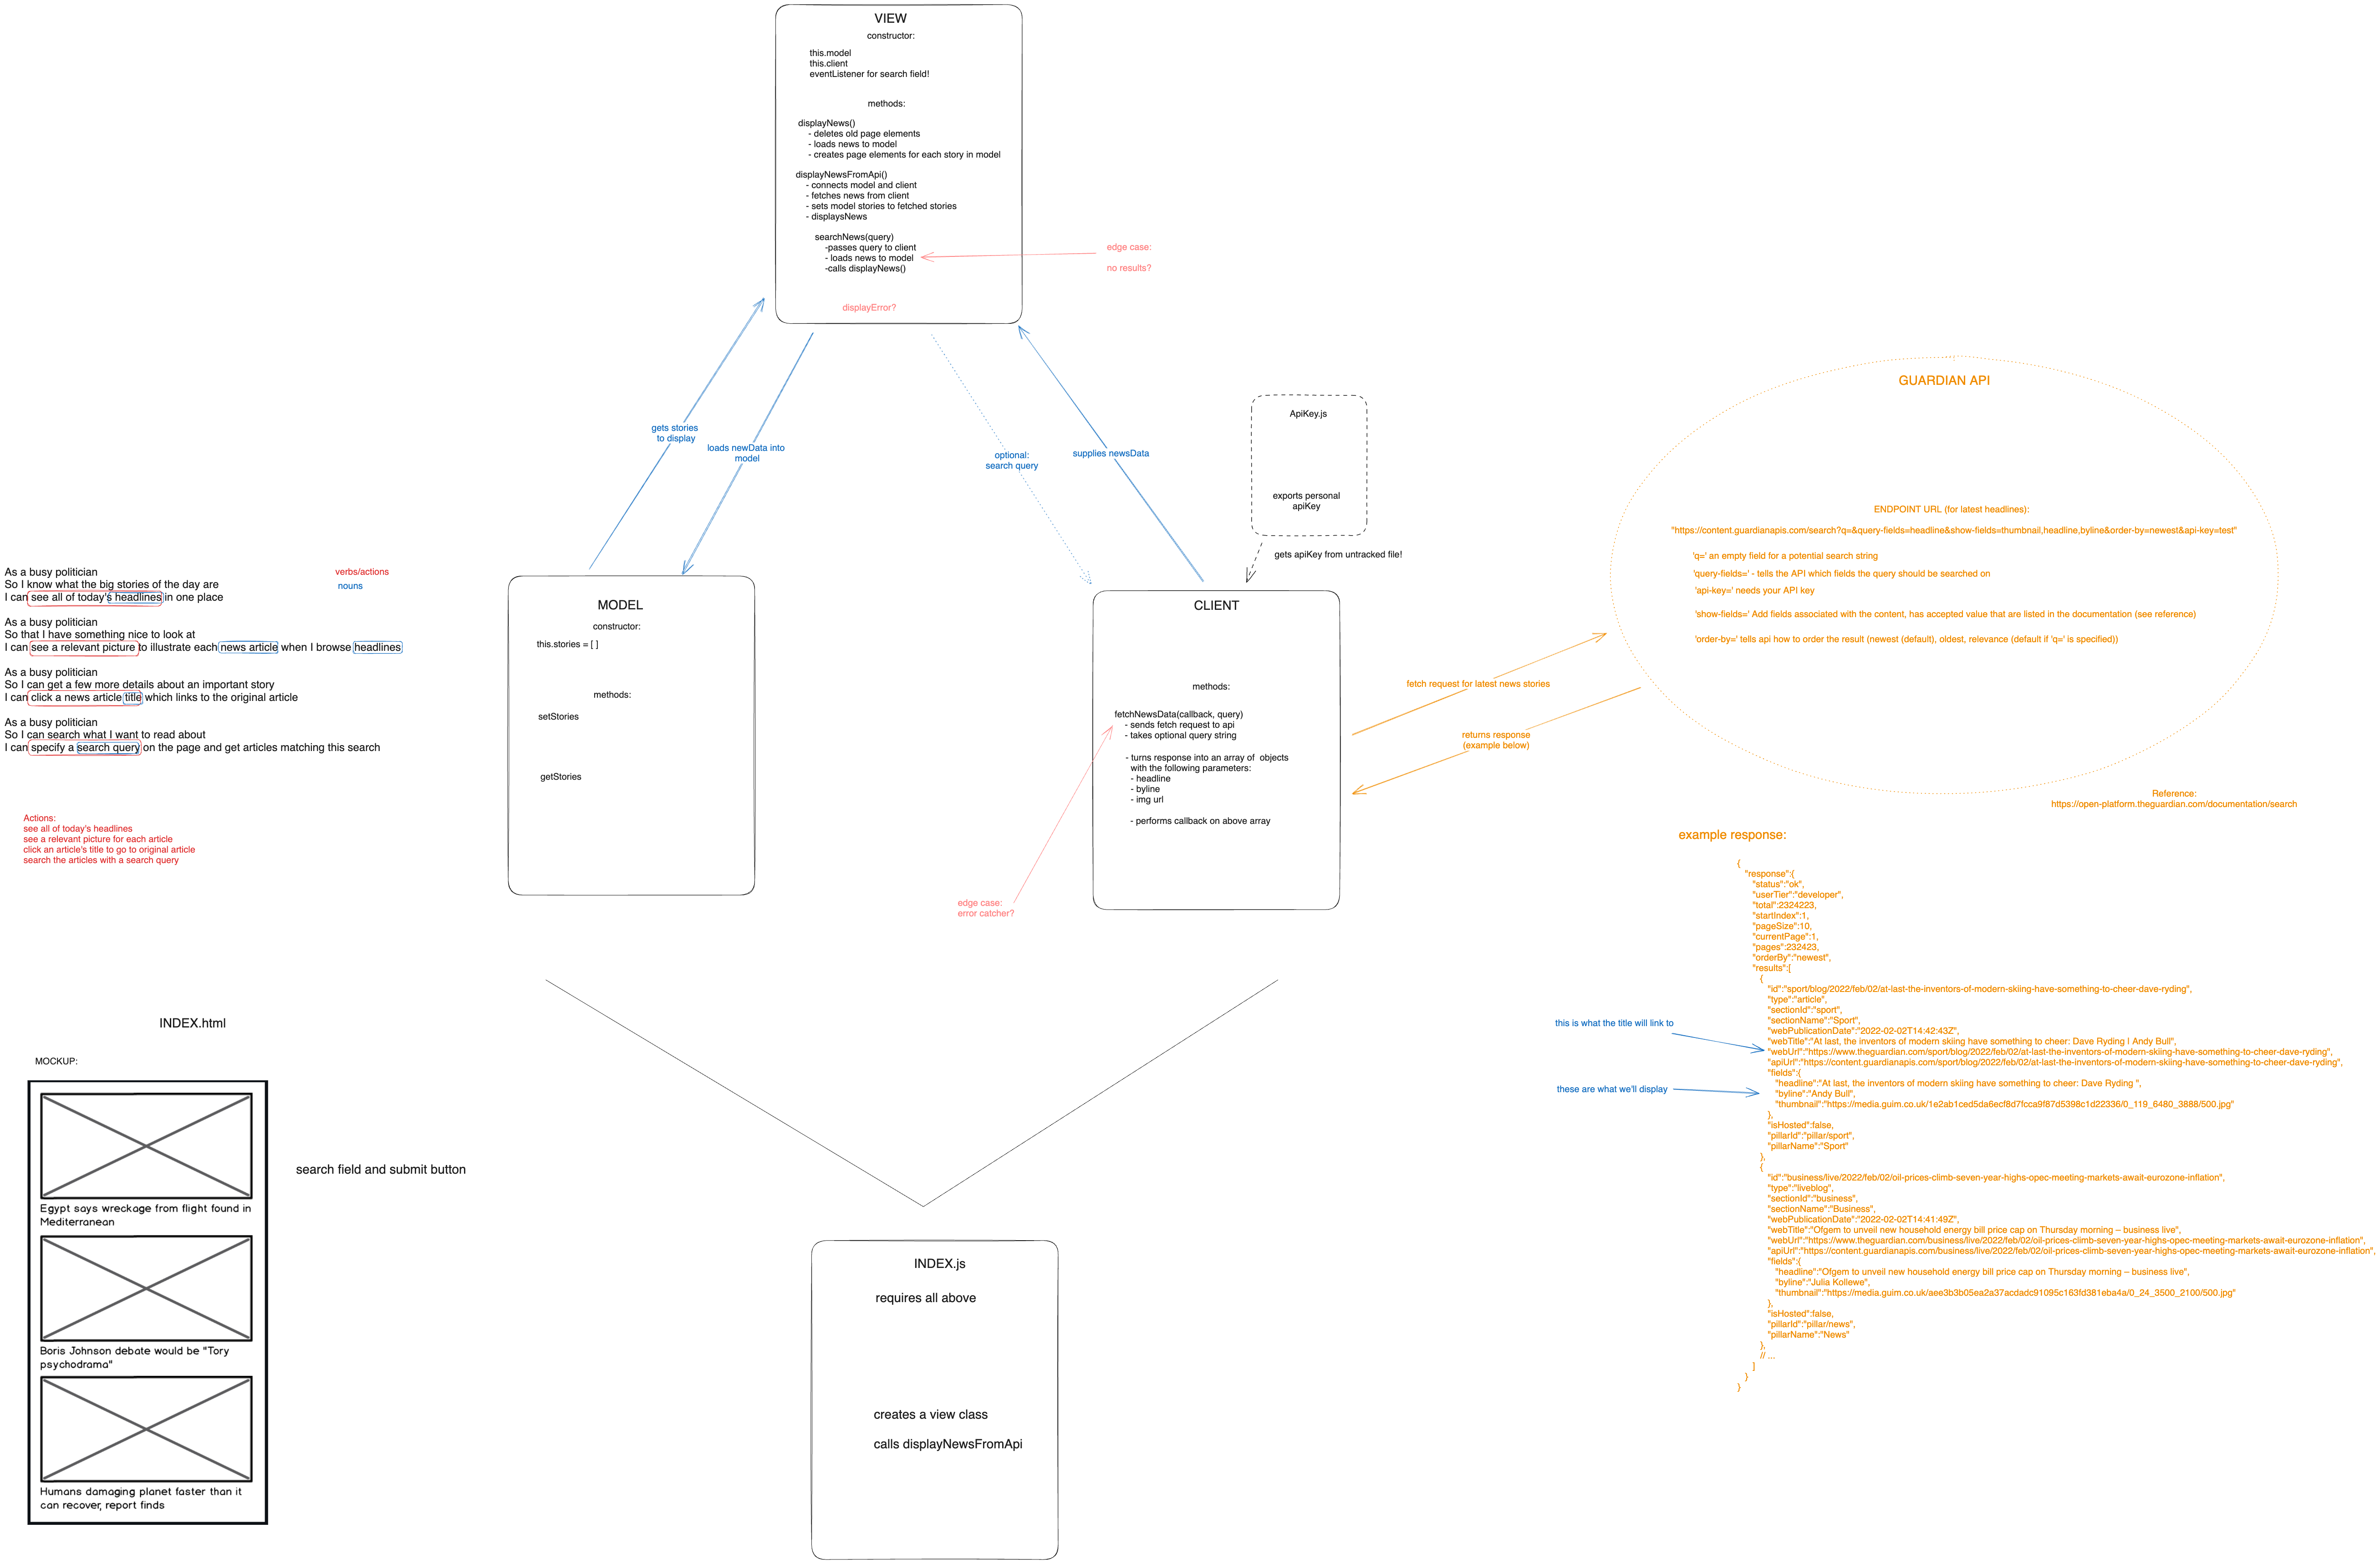 VIEW
constructor:
this.model
this.client
eventListener for search field!
methods:
displayNews()
- deletes old page elements
- loads news to model
- creates page elements for each story in model
displayNewsFromApi()
- connects model and client
- fetches news from client
- sets model stories to fetched stories
- displaysNews
searchNews(query)
-passes query to client
- loads news to model
-calls displayNews()
displayError?
edge case:
no results?
gets stories
to display
loads newData into
model
optional:
search query
supplies newsData
ApiKey.js
exports personal
apiKey
gets apiKey from untracked file!
GUARDIAN API
ENDPOINT URL (for latest headlines):
"https://content.guardianapis.com/search?q=&query-fields=headline&show-fields=thumbnail,headline,byline&order-by=newest&api-key=test"
'q=' an empty field for a potential search string
'query-fields=' - tells the API which fields the query should be searched on
'api-key=' needs your API key
'show-fields=' Add fields associated with the content, has accepted value that are listed in the documentation (see reference)
'order-by=' tells api how to order the result (newest (default), oldest, relevance (default if 'q=' is specified))
Reference:
https://open-platform.theguardian.com/documentation/search
As a busy politician
So I know what the big stories of the day are
I can see all of today's headlines in one place
As a busy politician
So that I have something nice to look at
I can see a relevant picture to illustrate each news article when I browse headlines
As a busy politician
So I can get a few more details about an important story
I can click a news article title which links to the original article
As a busy politician
So I can search what I want to read about
I can specify a search query on the page and get articles matching this search
verbs/actions
nouns
Actions:
see all of today's headlines
see a relevant picture for each article
click an article's title to go to original article
search the articles with a search query
MODEL
constructor:
this.stories = [ ]
methods:
setStories
getStories
CLIENT
methods:
fetchNewsData(callback, query)
- sends fetch request to api
- takes optional query string
- turns response into an array of objects
with the following parameters:
- headline
- byline
- img url
- performs callback on above array
edge case:
error catcher?
fetch request for latest news stories
returns response
(example below)
example response:
{
"response":{
"status":"ok",
"userTier":"developer",
"total":2324223,
"startIndex":1,
"pageSize":10,
"currentPage":1,
"pages":232423,
"orderBy":"newest",
"results":[
{
"id":"sport/blog/2022/feb/02/at-last-the-inventors-of-modern-skiing-have-something-to-cheer-dave-ryding",
"type":"article",
"sectionId":"sport",
"sectionName":"Sport",
"webPublicationDate":"2022-02-02T14:42:43Z",
"webTitle":"At last, the inventors of modern skiing have something to cheer: Dave Ryding | Andy Bull",
"webUrl":"https://www.theguardian.com/sport/blog/2022/feb/02/at-last-the-inventors-of-modern-skiing-have-something-to-cheer-dave-ryding",
"apiUrl":"https://content.guardianapis.com/sport/blog/2022/feb/02/at-last-the-inventors-of-modern-skiing-have-something-to-cheer-dave-ryding",
"fields":{
"headline":"At last, the inventors of modern skiing have something to cheer: Dave Ryding ",
"byline":"Andy Bull",
"thumbnail":"https://media.guim.co.uk/1e2ab1ced5da6ecf8d7fcca9f87d5398c1d22336/0_119_6480_3888/500.jpg"
},
"isHosted":false,
"pillarId":"pillar/sport",
"pillarName":"Sport"
},
{
"id":"business/live/2022/feb/02/oil-prices-climb-seven-year-highs-opec-meeting-markets-await-eurozone-inflation",
"type":"liveblog",
"sectionId":"business",
"sectionName":"Business",
"webPublicationDate":"2022-02-02T14:41:49Z",
"webTitle":"Ofgem to unveil new household energy bill price cap on Thursday morning – business live",
"webUrl":"https://www.theguardian.com/business/live/2022/feb/02/oil-prices-climb-seven-year-highs-opec-meeting-markets-await-eurozone-inflation",
"apiUrl":"https://content.guardianapis.com/business/live/2022/feb/02/oil-prices-climb-seven-year-highs-opec-meeting-markets-await-eurozone-inflation",
"fields":{
"headline":"Ofgem to unveil new household energy bill price cap on Thursday morning – business live",
"byline":"Julia Kollewe",
"thumbnail":"https://media.guim.co.uk/aee3b3b05ea2a37acdadc91095c163fd381eba4a/0_24_3500_2100/500.jpg"
},
"isHosted":false,
"pillarId":"pillar/news",
"pillarName":"News"
},
// ...
]
}
}
this is what the title will link to
these are what we'll display
INDEX.html
MOCKUP:
search field and submit button
Egypt says wreckage from flight found in
Mediterranean
Boris Johnson debate would be "Tory
psychodrama"
Humans damaging planet faster than it
can recover, report finds
INDEX.js
requires all above
creates a view class
calls displayNewsFromApi